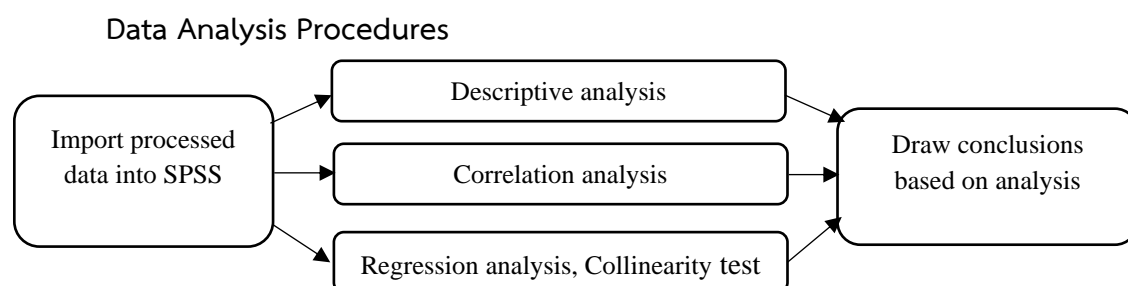 Data Analysis Procedures
Import processed
data into SPSS
Descriptive analysis
Correlation analysis
Regression analysis, Collinearity test
Draw conclusions
based on analysis